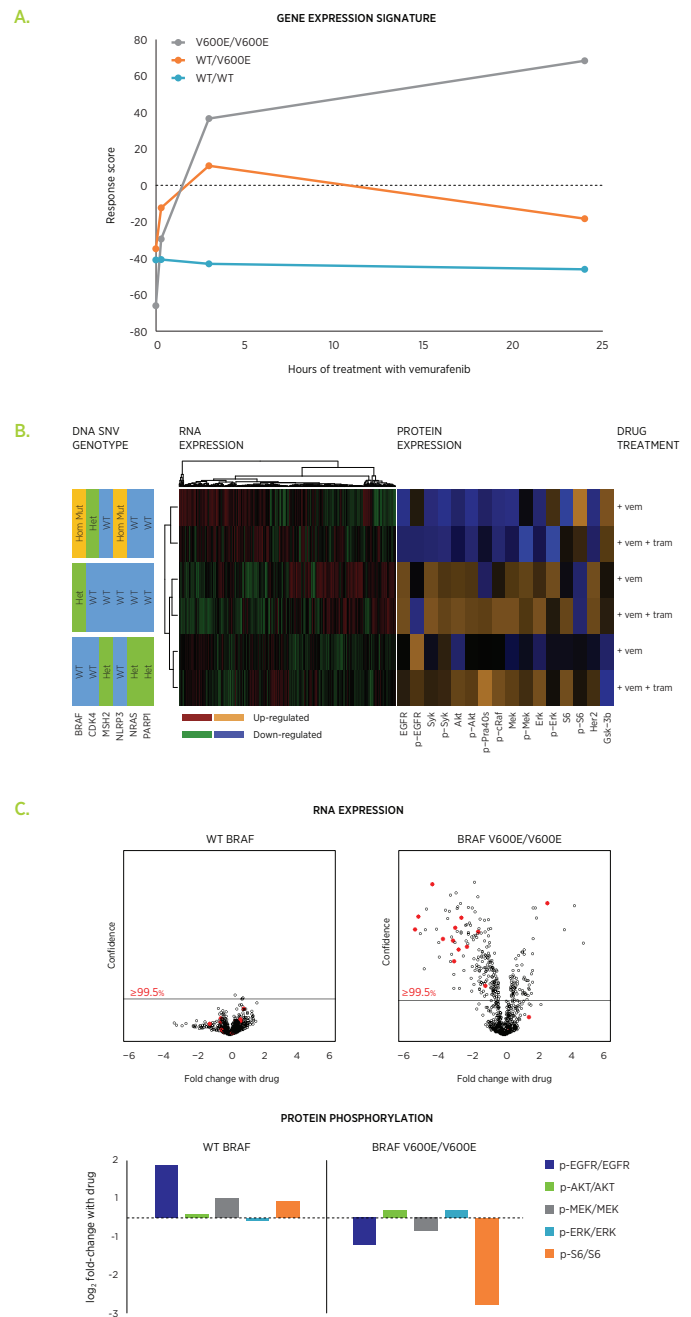 A.
GENE EXPRESSION SIGNATURE
V600E/V600E
WT/V600E
WT/WT
80
60
40
20
0
-20
-40
-60
-80
Response score
0 5 10 15 20 25
Hours of treatment with vemurafenib
B.
DNA SNV
GENOTYPE
RNA
EXPRESSION
PROTEIN
EXPRESSION
DRUG
TREATMENT
Hom Mut Het WT Hom Mut WT WT
Het WT WT WT WT WT
WT WT Het WT Het Het
+ vem
+ vem + tram
+ vem
+ vem + tram
+ vem
+ vem + tram
BRAF CDK4 MSH2 NLRP3 NRAS PARP1
Up-regulated
Down-regulated
EGFR p-EGFR Syk p-Syk Akt p-Akt p-Pra40s p-cRaf Mek p-Mek Erk p-Erk S6 p-S6 Her2 Gsk-3b
C.
RNA EXPRESSION
WT BRAF
Confidence
≥99.5%
-6 -4 -2 0 2 4 6
Fold change with drug
BRAF V600E/V600E
Confidence
≥99.5%
-6 -4 -2 0 2 4 6
Fold change with drug
PROTEIN PHOSPHORYLATION
WT BRAF
BRAF V600E/V600E
log2 fold-change with drug
2
1
-1
-2
-3
p-EGFR/EGFR
p-AKT/AKT
p-MEK/MEK
p-ERK/ERK
p-S6/S6